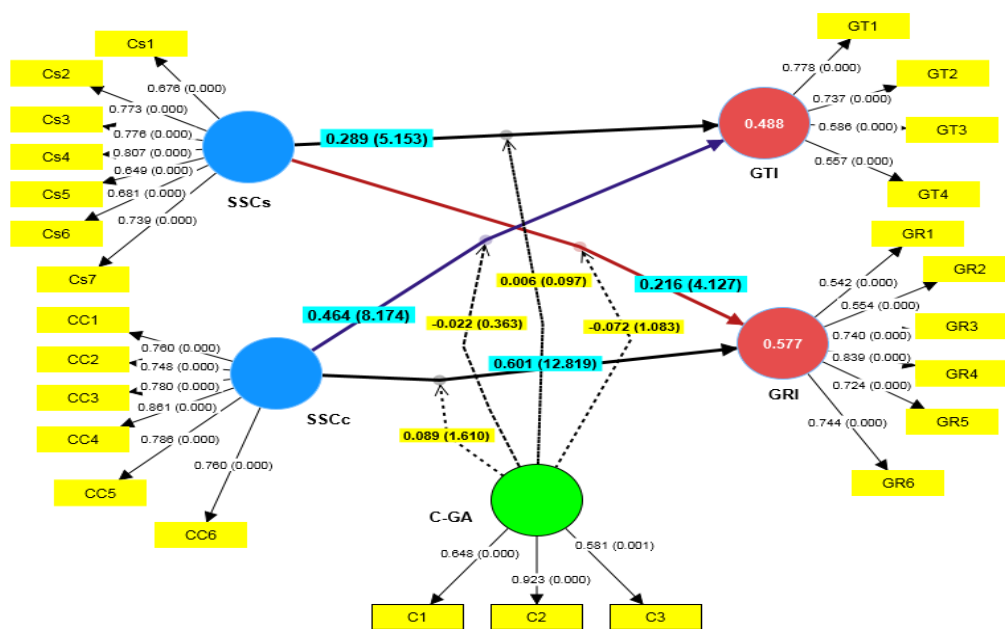 Cs1
Cs2
Cs3
Cs4
Cs5
Cs6
Cs7
0.676 (0.000)
0.773 (0.000)
0.776 (0.000)
0.807 (0.000)
0.649 (0.000)
0.681 (0.000)
0.739 (0.000)
SSCs
0.289 (5.153)
GT1
GT2
GT3
GT4
0.778 (0.000)
0.737 (0.000)
0.586 (0.000)
0.557 (0.000)
0.488
GTI
0.006 (0.097)
0.216 (4.127)
0.464 (8.174)
-0.022 (0.363)
-0.072 (1.083)
0.601 (12.819)
0.089 (1.610)
CC1
CC2
CC3
CC4
CC5
CC6
0.760 (0.000)
0.748 (0.000)
0.780 (0.000)
0.861 (0.000)
0.786 (0.000)
0.760 (0.000)
SSCc
GR1
GR2
GR3
GR4
GR5
GR6
0.542 (0.000)
0.554 (0.000)
0.740 (0.000)
0.839 (0.000)
0.724 (0.000)
0.744 (0.000)
0.577
GRI
C-GA
0.648 (0.000)
0.923 (0.000)
0.581 (0.001)
C1
C2
C3